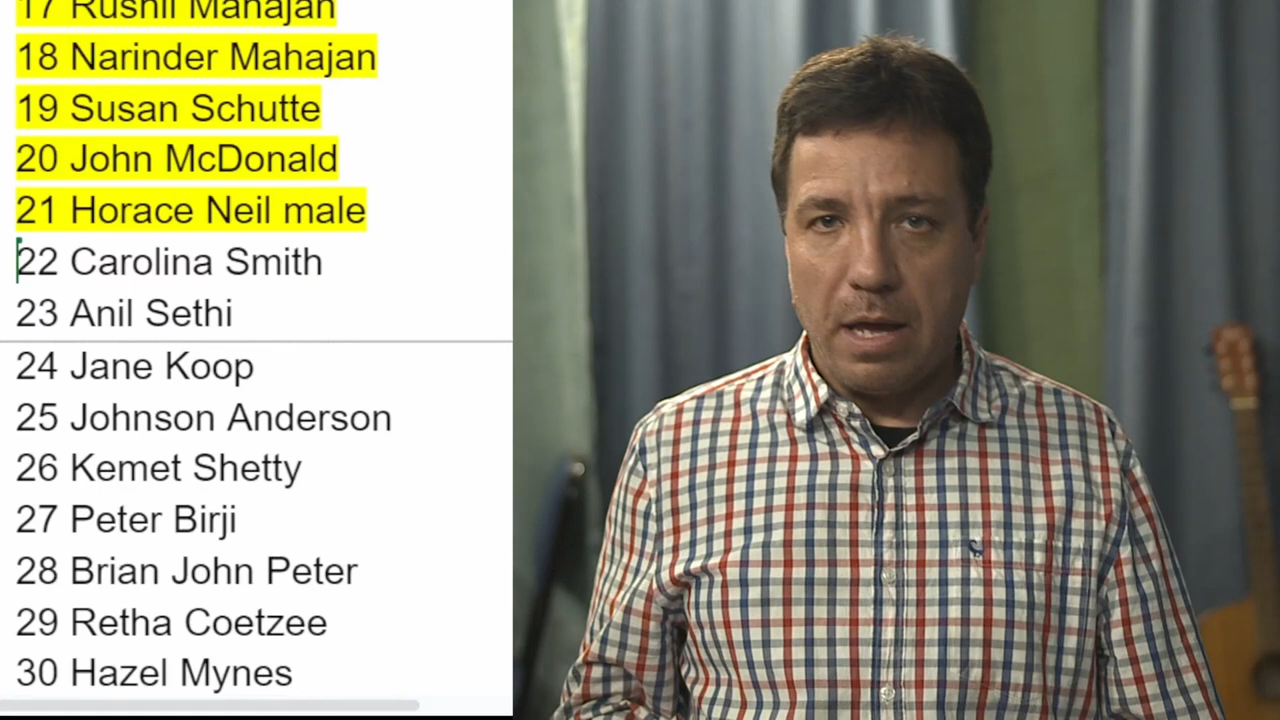 17 Rushil Mahajan
18 Narinder Mahajan
19 Susan Schutte
20 John McDonald
21 Horace Neil male
22 Carolina Smith
23 Anil Sethi
24 Jane Koop
25 Johnson Anderson
26 Kemet Shetty
27 Peter Birji
28 Brian John Peter
29 Retha Coetzee
30 Hazel Mynes